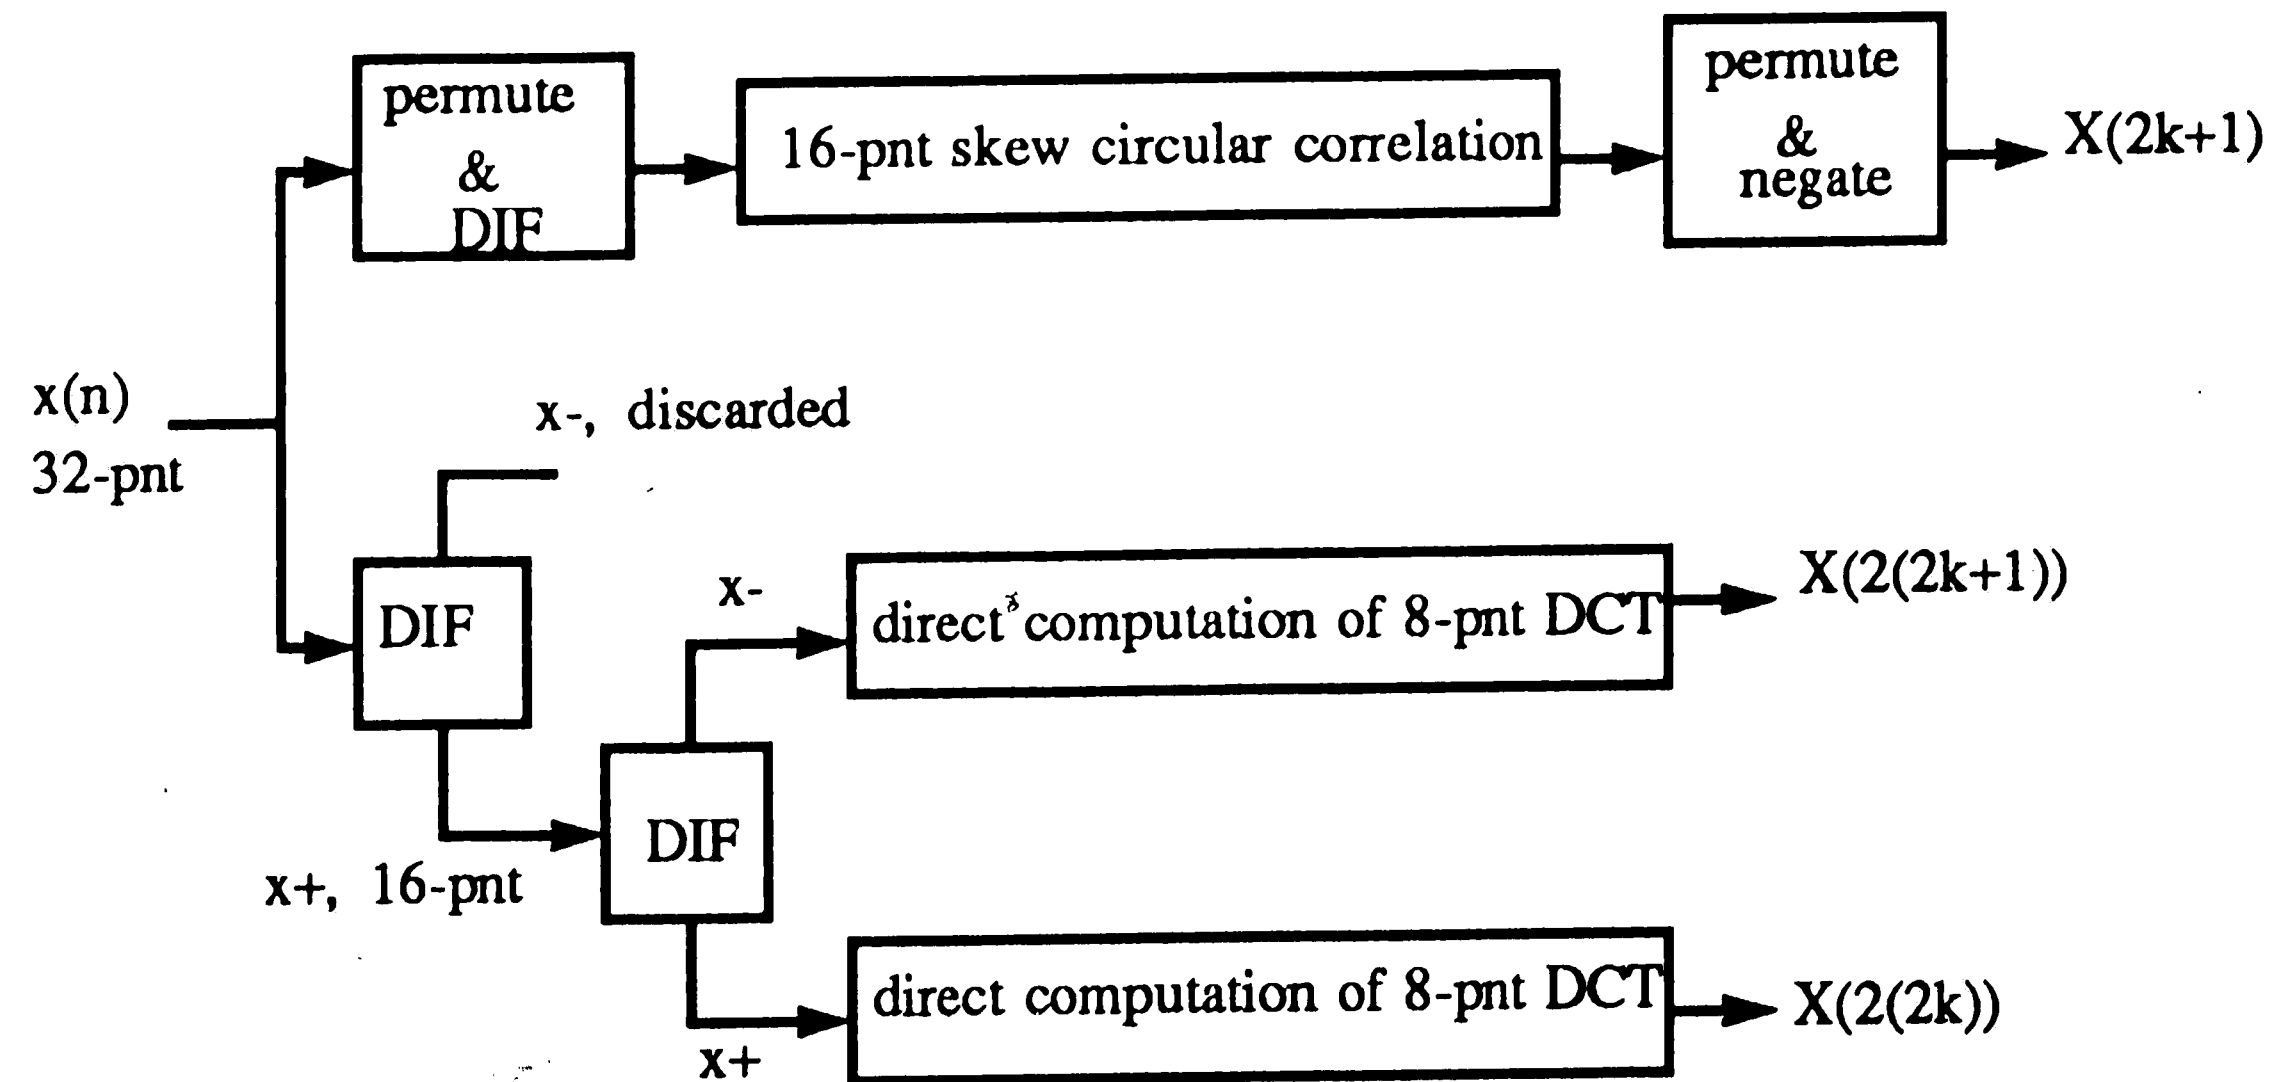 permute
&
DIF
16-pnt skew circular correlation
permute
&
negate
X(2k+1)
x(n)
32-pnt
x-, discarded
DIF
x-
direct computation of 8-pnt DCT
X(2(2k+1))
x+, 16-pnt
DIF
x+
direct computation of 8-pnt DCT
X(2(2k))